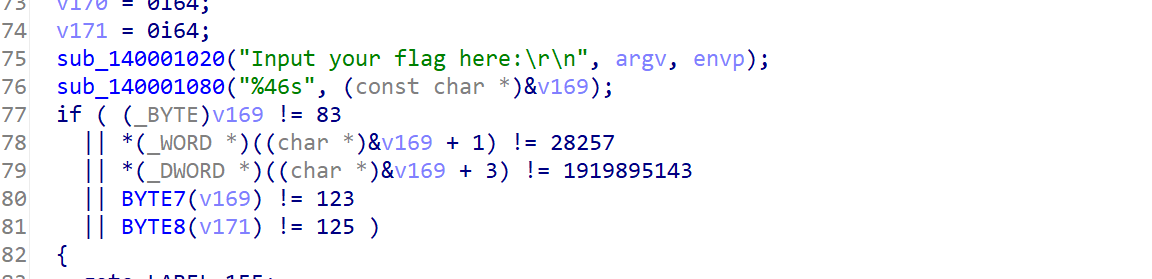 73 v170 = 0i64;
74 v171 = 0i64;
75 sub_140001020("Input your flag here:\r\n", argv, envp);
76 sub_140001080("%46s", (const char *)&v169);
77 if ( (_BYTE)v169 != 83
78 || *(_WORD *)((char *)&v169 + 1) != 28257
79 || *(_DWORD *)((char *)&v169 + 3) != 1919895143
80 || BYTE7(v169) != 123
81 || BYTE8(v171) != 125 )
82 {